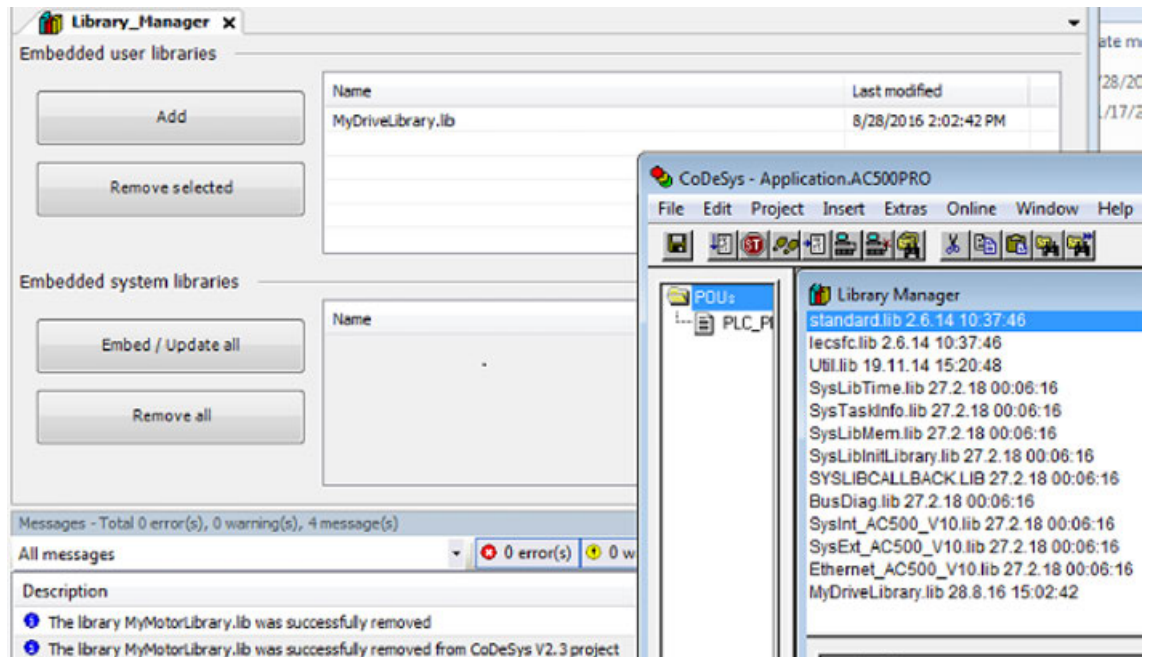 Library_Manager x
Embedded user libraries
Add
Remove selected
Name Last modified
MyDriveLibrary.lib 8/28/2016 2:02:42 PM
Embedded system libraries
Embed / Update all
Remove all
Name
Messages - Total 0 error(s), 0 warning(s), 4 message(s)
All messages 0 error(s) 0 w
Description
The library MyMotorLibrary.lib was successfully removed
The library MyMotorLibrary.lib was successfully removed from CoDeSys V2.3 project
ate m
/28/20
/17/2
CoDeSys - Application.AC500PRO
File Edit Project Insert Extras Online Window Help
ST
POUs
PLC_P
Library Manager
standard.lib 2.6.14 10:37:46
Iecsfc.lib 2.6.14 10:37:46
Util.lib 19.11.14 15:20:48
SysLibTime.lib 27.2.18 00:06:16
SysTaskInfo.lib 27.2.18 00:06:16
SysLibMem.lib 27.2.18 00:06:16
SysLibInitLibrary.lib 27.2.18 00:06:16
SYSLIBCALLBACK.LIB 27.2.18 00:06:16
BusDiag.lib 27.2.18 00:06:16
SysInt_AC500_V10.lib 27.2.18 00:06:16
SysExt_AC500_V10.lib 27.2.18 00:06:16
Ethernet_AC500_V10.lib 27.2.18 00:06:16
MyDriveLibrary.lib 28.8.16 15:02:42